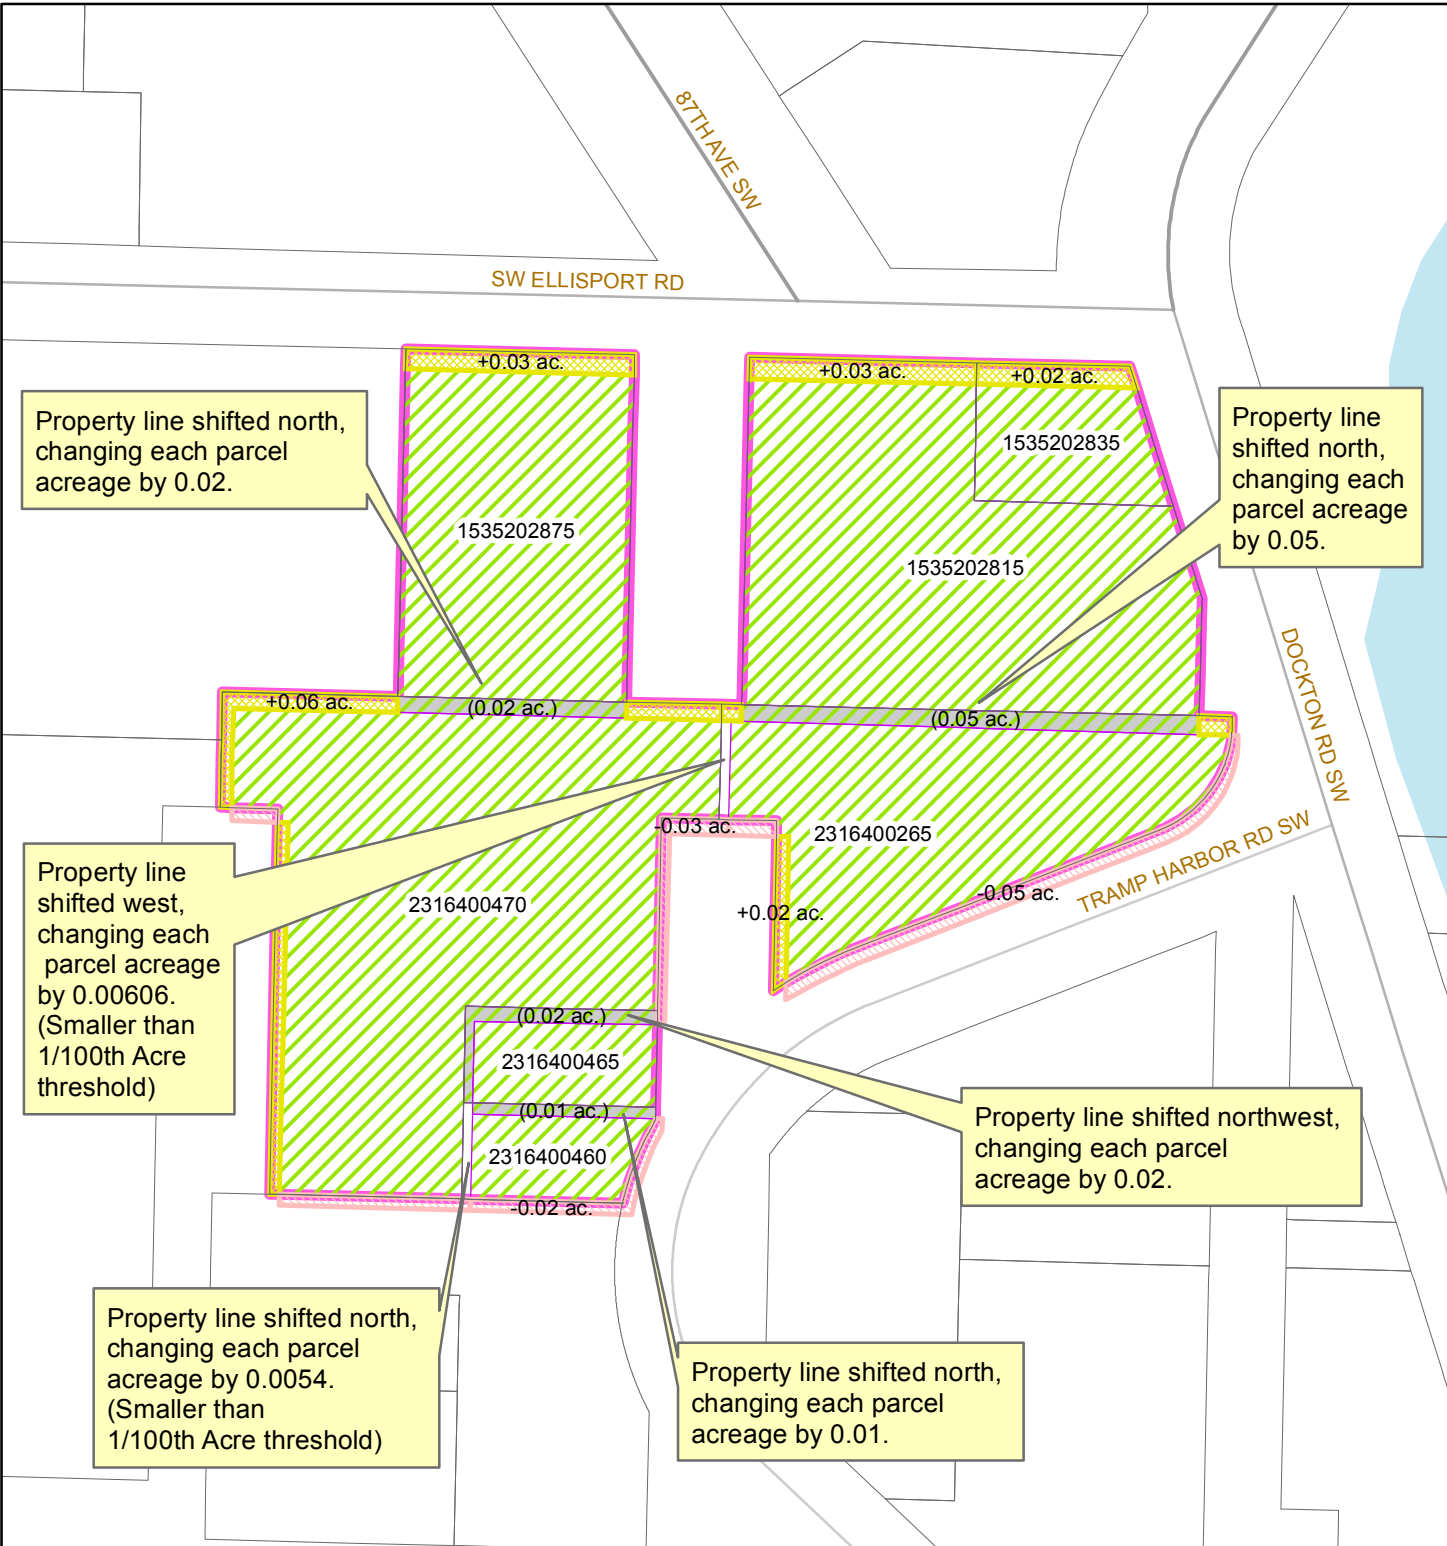 87TH AVE SW
SW ELLISPORT RD
+0.03 ac.
+0.03 ac.
+0.02 ac.
Property line shifted north,
changing each parcel
acreage by 0.02.
Property line
shifted north,
changing each
parcel acreage
by 0.05.
1535202835
1535202875
1535202815
DOCKTON RD SW
+0.06 ac.
(0.02 ac.)
(0.05 ac.)
-0.03 ac.
2316400265
TRAMP HARBOR RD SW
-0.05 ac.
+0.02 ac.
Property line
shifted west,
changing each
parcel acreage
by 0.00606.
(Smaller than
1/100th Acre
threshold)
2316400470
(0.02 ac.)
2316400465
(0.01 ac.)
2316400460
-0.02 ac.
Property line shifted northwest,
changing each parcel
acreage by 0.02.
Property line shifted north,
changing each parcel
acreage by 0.0054.
(Smaller than
1/100th Acre threshold)
Property line shifted north,
changing each parcel
acreage by 0.01.